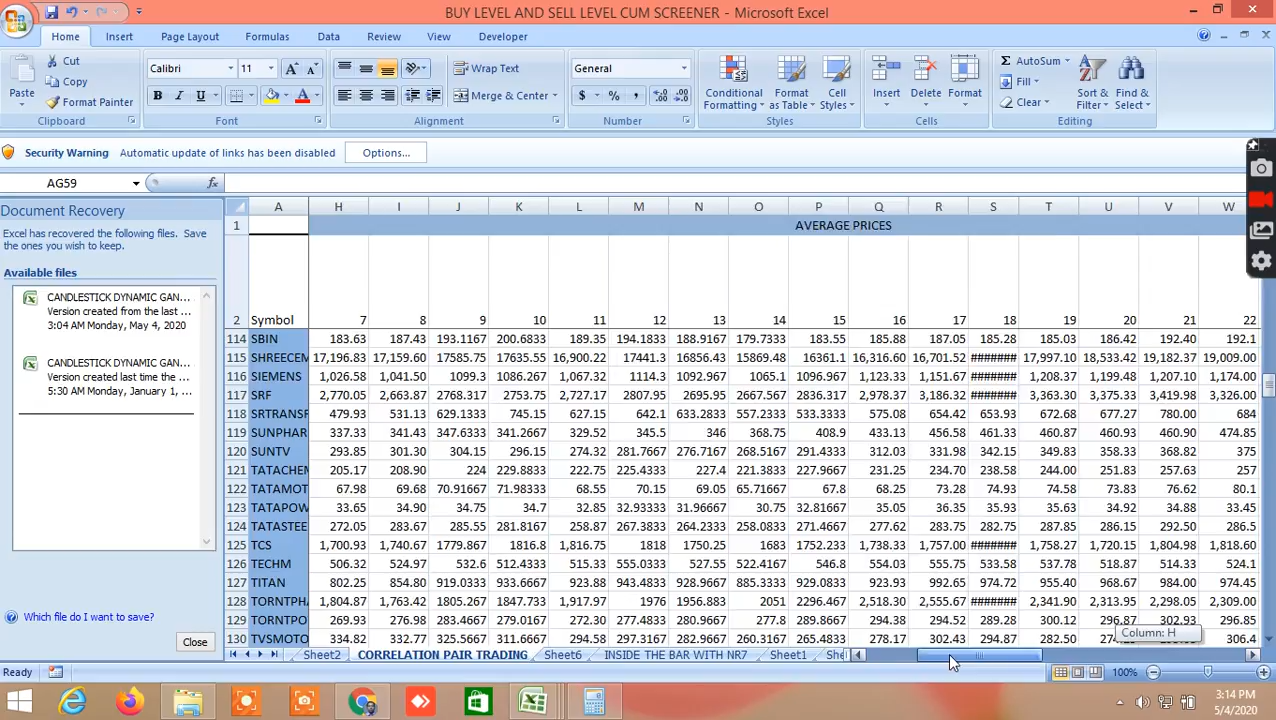 BUY LEVEL AND SELL LEVEL CUM SCREENER - Microsoft Excel
Home Insert Page Layout Formulas Data Review View Developer
Cut
Copy
Format Painter
Paste
Calibri 11
Wrap Text
Merge & Center
General
Conditional Formatting Format as Table Cell Styles
Insert Delete Format
AutoSum
Fill
Clear
Sort & Filter Find & Select
Clipboard Font Alignment Number Styles Cells Editing
Security Warning Automatic update of links has been disabled Options...
AG59
Document Recovery
Excel has recovered the following files. Save
the ones you wish to keep.
Available files
CANDLESTICK DYNAMIC GAN...
Version created from the last ...
3:04 AM Monday, May 4, 2020
CANDLESTICK DYNAMIC GAN...
Version created last time the ...
5:30 AM Monday, January 1, ...
Which file do I want to save?
Close
A H I J K L M N O P Q R S T U V W
1 AVERAGE PRICES
2 Symbol 7 8 9 10 11 12 13 14 15 16 17 18 19 20 21 22
114 SBIN 183.63 187.43 193.1167 200.6833 189.35 194.1833 188.9167 179.7333 183.55 185.88 187.05 185.28 185.03 186.42 192.40 192.1
115 SHREECEM 17,196.83 17,159.60 17585.75 17635.55 16,900.22 17441.3 16856.43 15869.48 16361.1 16,316.60 16,701.52 ####### 17,997.10 18,533.42 19,182.37 19,009.00
116 SIEMENS 1,026.58 1,041.50 1099.3 1086.267 1,067.32 1114.3 1092.967 1065.1 1096.967 1,123.33 1,151.67 ####### 1,208.37 1,199.48 1,207.10 1,174.00
117 SRF 2,770.05 2,663.87 2768.317 2753.75 2,727.17 2807.95 2695.95 2667.567 2836.317 2,978.37 3,186.32 ####### 3,363.30 3,375.33 3,419.98 3,326.00
118 SRTRANSF 479.93 531.13 629.1333 745.15 627.15 642.1 633.2833 557.2333 533.3333 575.08 654.42 653.93 672.68 677.27 780.00 684
119 SUNPHAR 337.33 341.43 347.6333 341.2667 329.52 345.5 346 368.75 408.9 433.13 456.58 461.33 460.87 460.93 460.90 474.85
120 SUNTV 293.85 301.30 304.15 296.15 274.32 281.7667 276.7167 268.5167 291.4333 312.03 331.98 342.15 349.83 358.33 368.82 375
121 TATACHEM 205.17 208.90 224 229.8833 222.75 225.4333 227.4 221.3833 227.9667 231.25 234.70 238.58 244.00 251.83 257.63 257
122 TATAMOT 67.98 69.68 70.91667 71.98333 68.55 70.15 69.05 65.71667 67.8 68.25 73.28 74.93 74.58 73.83 76.62 80.1
123 TATAPOW 33.65 34.90 34.75 34.7 32.85 32.93333 31.96667 30.75 32.81667 35.05 36.35 35.93 35.63 34.92 34.88 33.45
124 TATASTEE 272.05 283.67 285.55 281.8167 258.87 267.3833 264.2333 258.0833 271.4667 277.62 283.75 282.75 287.85 286.15 292.50 286.5
125 TCS 1,700.93 1,740.67 1779.867 1816.8 1,816.75 1818 1750.25 1683 1752.233 1,738.33 1,757.00 ####### 1,758.27 1,720.15 1,804.98 1,818.60
126 TECHM 506.32 524.97 532.6 512.4333 515.33 555.0333 527.55 522.4167 546.8 554.03 555.75 533.58 537.78 518.87 514.33 524.1
127 TITAN 802.25 854.80 919.0333 933.6667 923.88 943.4833 928.9667 885.3333 929.0833 923.93 992.65 974.72 955.40 968.67 984.00 974.45
128 TORNTPHA 1,804.87 1,763.42 1805.267 1847.733 1,917.97 1976 1956.883 2051 2296.467 2,518.30 2,555.67 ####### 2,341.90 2,313.95 2,298.05 2,309.00
129 TORNTPO 269.93 276.98 283.4667 279.0167 272.30 277.4833 271.3167 277.8 289.8667 294.38 294.52 289.28 300.12 296.87 302.93 296.85
130 TVSMOTO 334.82 332.77 325.1667 311.6667 294.58 297.3167 292.9667 260.3167 265.4833 278.17 302.43 294.87 282.50 306.4
Column: H
Sheet2 CORRELATION PAIR TRADING Sheet6 INSIDE THE BAR WITH NR7 Sheet1 She
Ready 100%
3:14 PM
5/4/2020